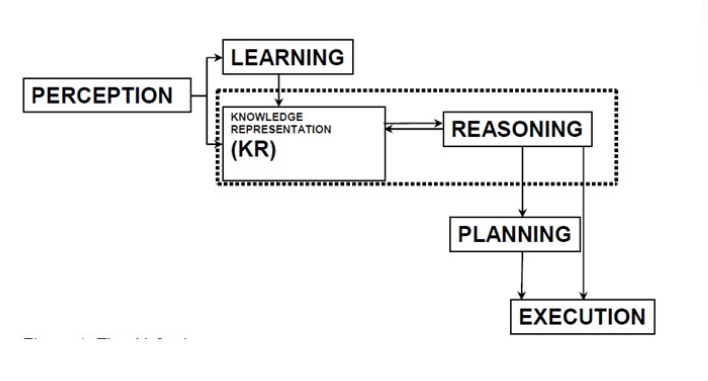 LEARNING
PERCEPTION
KNOWLEDGE
REPRESENTATION
(KR)
REASONING
PLANNING
EXECUTION